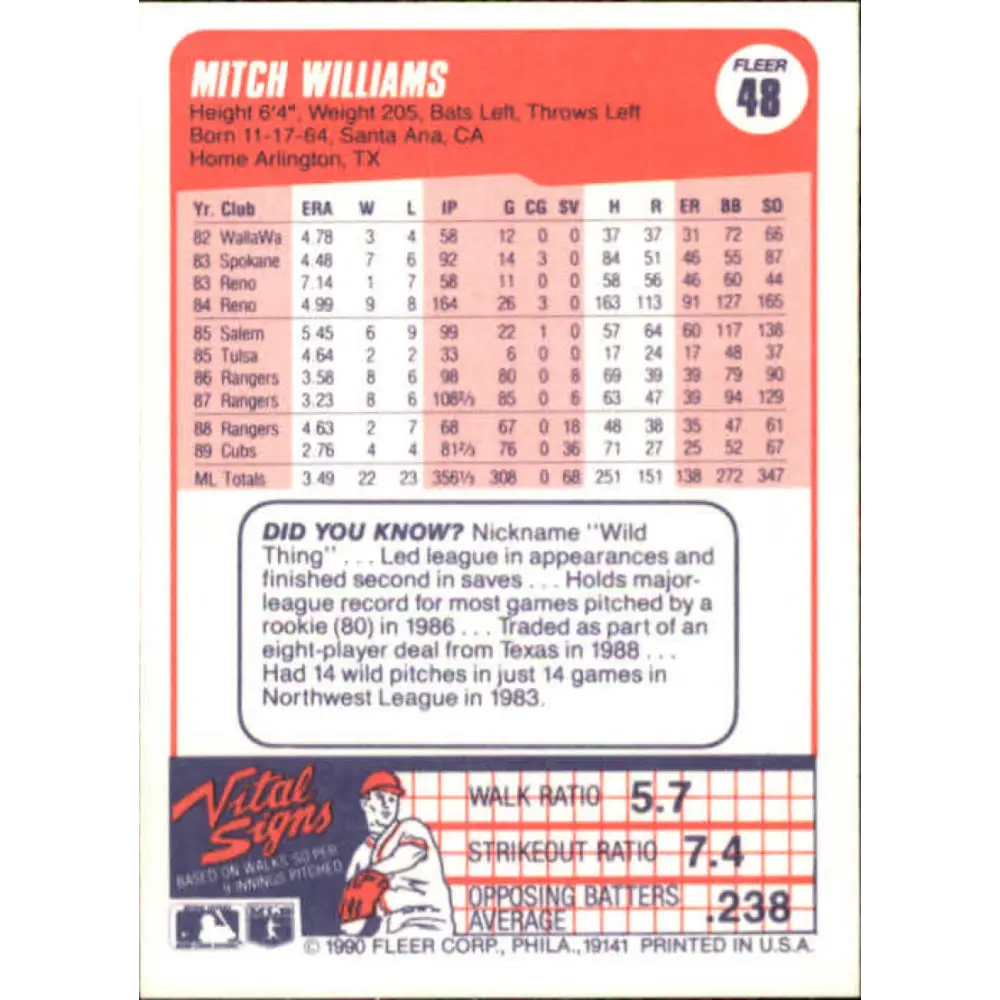 MITCH WILLIAMS
FLEER
48
Height 6'4", Weight 205, Bats Left, Throws Left
Born 11-17-64, Santa Ana, CA
Home Arlington, TX
Yr. Club ERA W L IP G CG SV H R ER BB SO
82 WallaWa 4.78 3 4 58 12 0 0 37 37 31 72 66
83 Spokane 4.48 7 6 92 14 3 0 84 51 46 55 87
83 Reno 7.14 1 7 58 11 0 0 58 56 46 60 44
84 Reno 4.99 9 8 164 26 3 0 163 113 91 127 165
85 Salem 5.45 6 9 99 22 1 0 57 64 60 117 138
85 Tulsa 4.64 2 2 33 6 0 0 17 24 17 48 37
86 Rangers 3.58 8 6 98 80 0 8 69 39 39 79 90
87 Rangers 3.23 8 6 108⅔ 85 0 6 63 47 39 94 129
88 Rangers 4.63 2 7 68 67 0 18 48 38 35 47 61
89 Cubs 2.76 4 4 81⅔ 76 0 36 71 27 25 52 67
ML Totals 3.49 22 23 356⅓ 308 0 68 251 151 138 272 347
DID YOU KNOW? Nickname "Wild
Thing" . . . Led league in appearances and
finished second in saves . . . Holds major-
league record for most games pitched by a
rookie (80) in 1986 . . . Traded as part of an
eight-player deal from Texas in 1988 . . .
Had 14 wild pitches in just 14 games in
Northwest League in 1983.
Vital
Signs
BASED ON WALKS, SO PER
9 INNINGS PITCHED
WALK RATIO 5.7
STRIKEOUT RATIO 7.4
OPPOSING BATTERS
AVERAGE .238
© 1990 FLEER CORP., PHILA., 19141 PRINTED IN U.S.A.